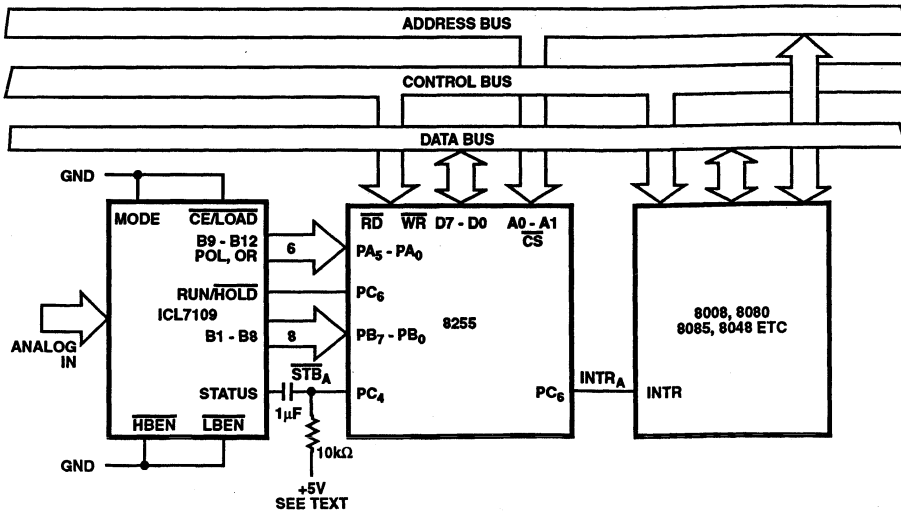 ADDRESS BUS
CONTROL BUS
DATA BUS
GND
MODE
CE/LOAD
B9 - B12
POL, OR
6
RUN/HOLD
ICL7109
B1 - B8
8
STATUS
HBEN
LBEN
ANALOG
IN
GND
STBA
1µF
10kΩ
+5V
SEE TEXT
RD WR D7 - D0 A0 - A1
CS
PA5 - PA0
PC6
8255
PB7 - PB0
PC4
PC6
INTRA
INTR
8008, 8080
8085, 8048 ETC